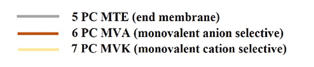 5 PC MTE (end membrane)
6 PC MVA (monovalent anion selective)
7 PC MVK (monovalent cation selective)